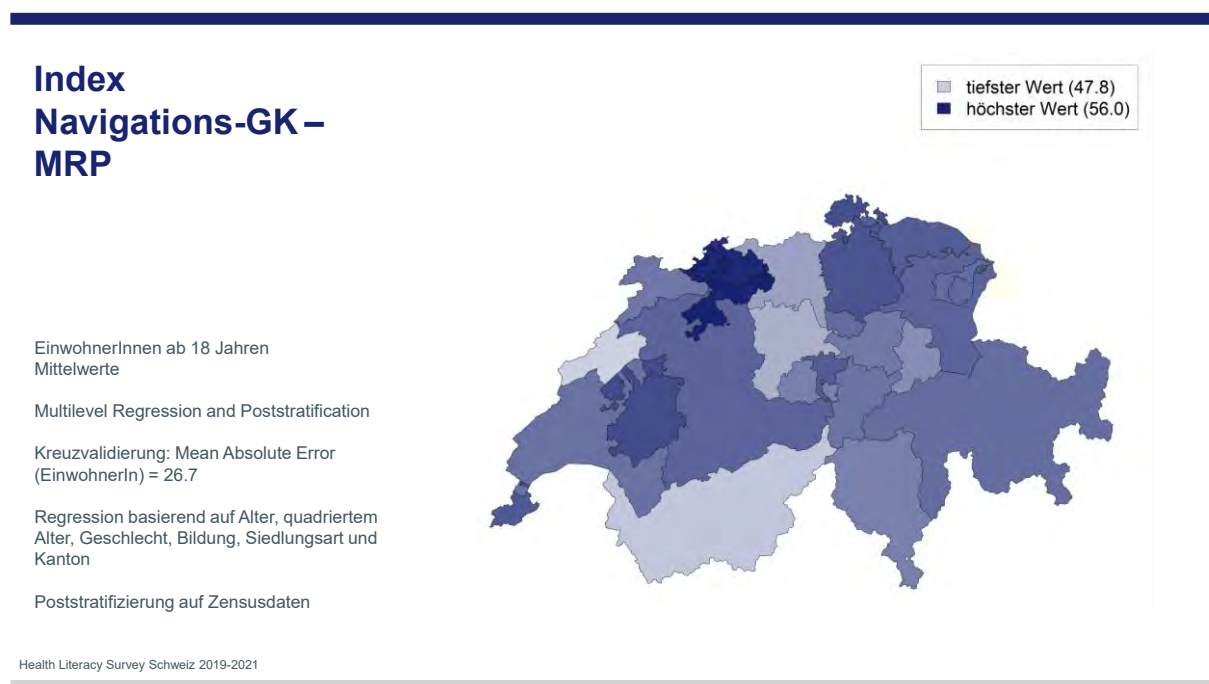 Index
Navigations-GK –
MRP
tiefster Wert (47.8)
höchster Wert (56.0)
EinwohnerInnen ab 18 Jahren
Mittelwerte
Multilevel Regression and Poststratification
Kreuzvalidierung: Mean Absolute Error
(EinwohnerIn) = 26.7
Regression basierend auf Alter, quadriertem
Alter, Geschlecht, Bildung, Siedlungsart und
Kanton
Poststratifizierung auf Zensusdaten
Health Literacy Survey Schweiz 2019-2021